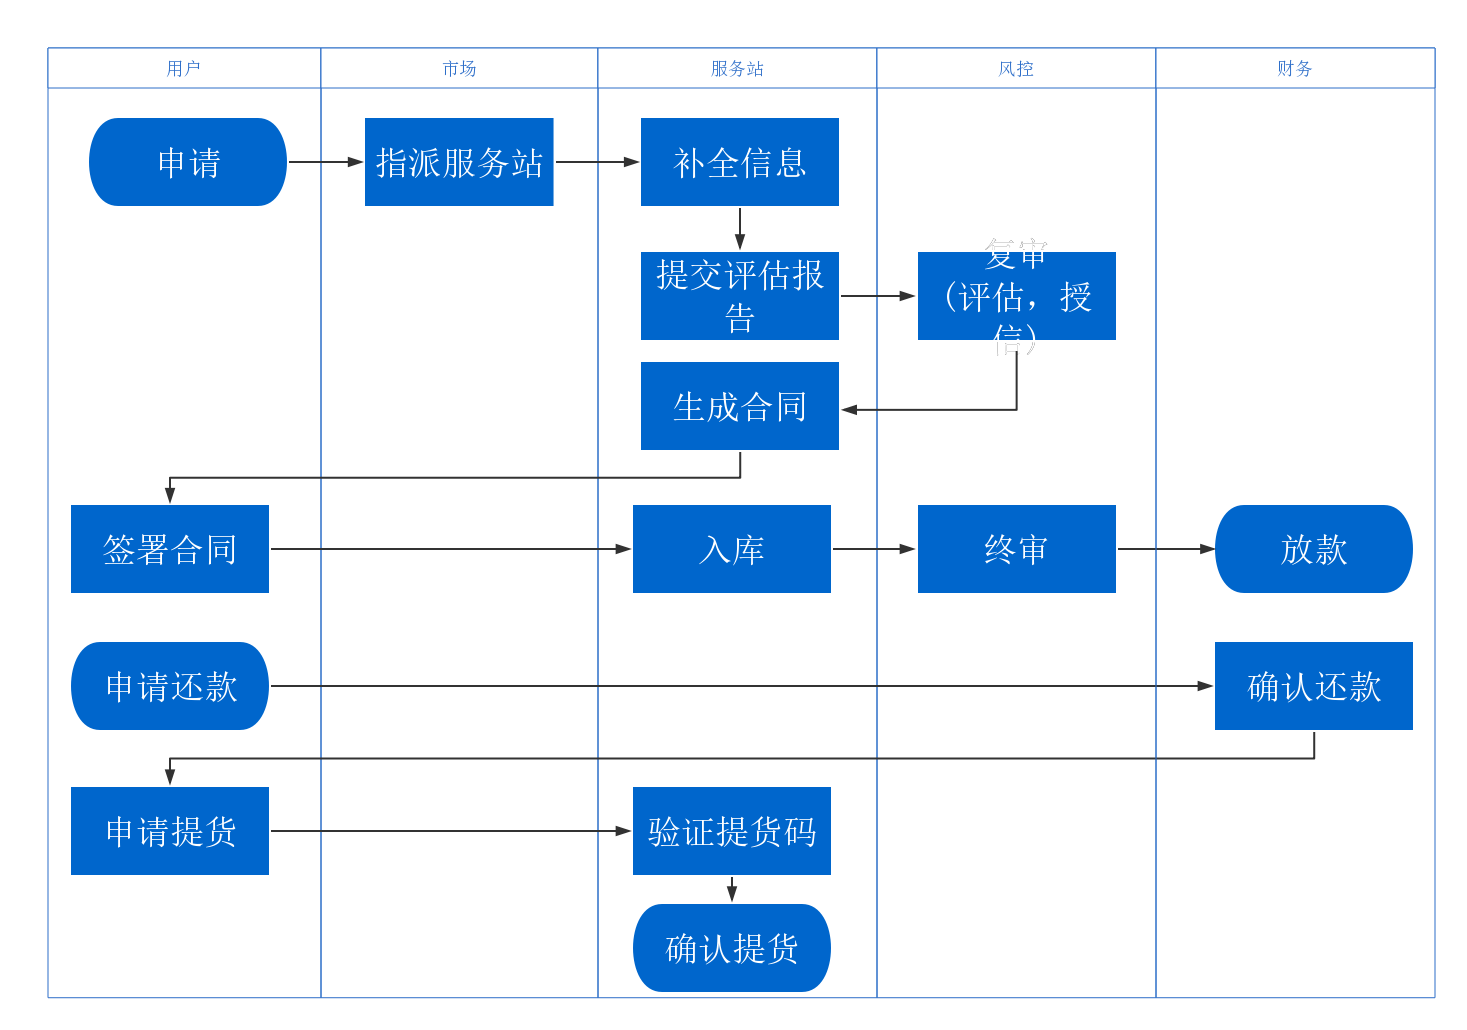 用户
市场
服务站
风控
财务
申请
指派服务站
补全信息
提交评估报
告
复审
(评估，授
信)
生成合同
签署合同
入库
终审
放款
申请还款
确认还款
申请提货
验证提货码
确认提货